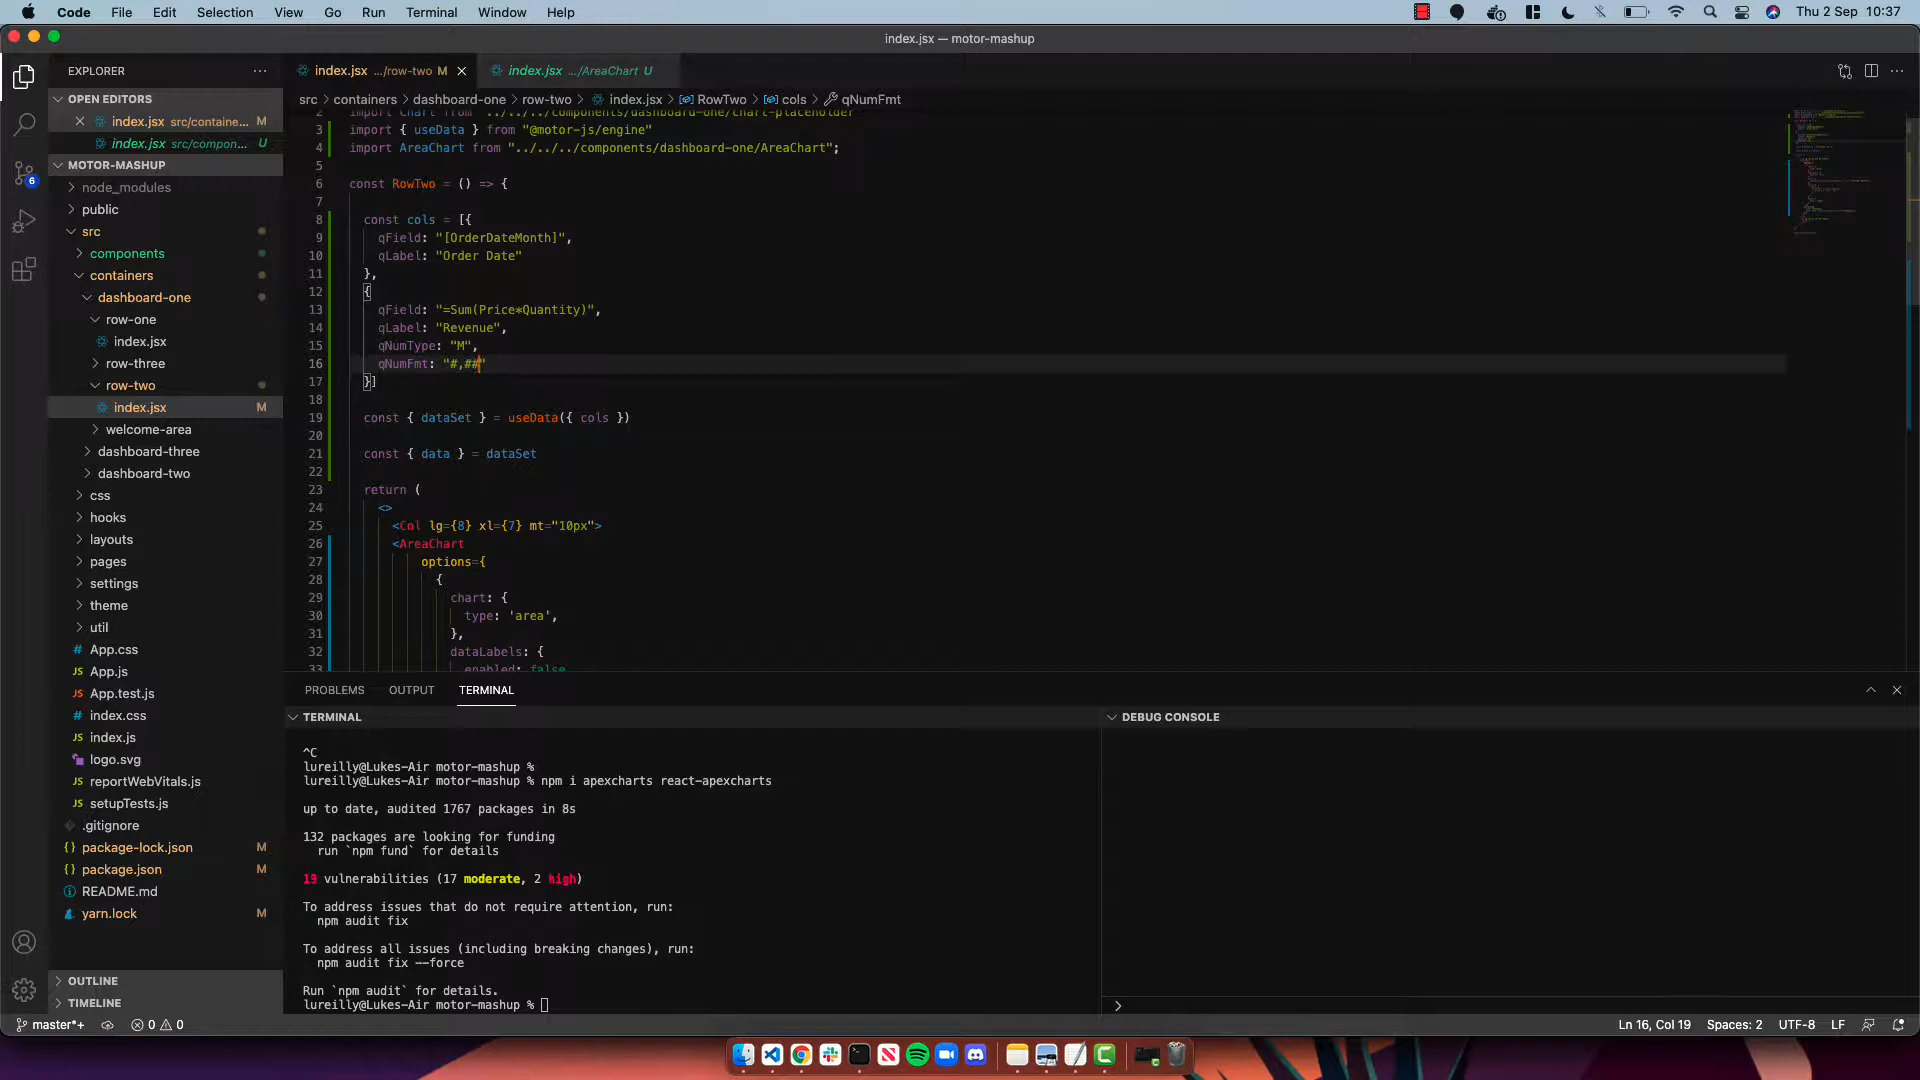 Code File Edit Selection View Go Run Terminal Window Help Thu 2 Sep 10:37
index.jsx — motor-mashup
EXPLORER
OPEN EDITORS
index.jsx src/containe... M
index.jsx src/compon... U
MOTOR-MASHUP
node_modules
public
src
components
containers
dashboard-one
row-one
index.jsx
row-three
row-two
index.jsx M
welcome-area
dashboard-three
dashboard-two
css
hooks
layouts
pages
settings
theme
util
App.css
App.js
App.test.js
index.css
index.js
logo.svg
reportWebVitals.js
setupTests.js
.gitignore
package-lock.json M
package.json M
README.md
yarn.lock M
OUTLINE
TIMELINE
index.jsx .../row-two M
index.jsx .../AreaChart U
src > containers > dashboard-one > row-two > index.jsx > RowTwo > cols > qNumFmt
2 import Chart from "../../../components/dashboard-one/chart-placeholder"
3 import { useData } from "@motor-js/engine"
4 import AreaChart from "../../../components/dashboard-one/AreaChart";
5
6 const RowTwo = () => {
7
8 const cols = [{
9 qField: "[OrderDateMonth]",
10 qLabel: "Order Date"
11 },
12 {
13 qField: "=Sum(Price*Quantity)",
14 qLabel: "Revenue",
15 qNumType: "M",
16 qNumFmt: "#,##"
17 }]
18
19 const { dataSet } = useData({ cols })
20
21 const { data } = dataSet
22
23 return (
24 <>
25 <Col lg={8} xl={7} mt="10px">
26 <AreaChart
27 options={
28 {
29 chart: {
30 type: 'area',
31 },
32 dataLabels: {
33 enabled: false
PROBLEMS OUTPUT TERMINAL
TERMINAL
^C
lureilly@Lukes-Air motor-mashup %
lureilly@Lukes-Air motor-mashup % npm i apexcharts react-apexcharts
up to date, audited 1767 packages in 8s
132 packages are looking for funding
run `npm fund` for details
19 vulnerabilities (17 moderate, 2 high)
To address issues that do not require attention, run:
npm audit fix
To address all issues (including breaking changes), run:
npm audit fix --force
Run `npm audit` for details.
lureilly@Lukes-Air motor-mashup %
DEBUG CONSOLE
6
master*+ 0 0 Ln 16, Col 19 Spaces: 2 UTF-8 LF